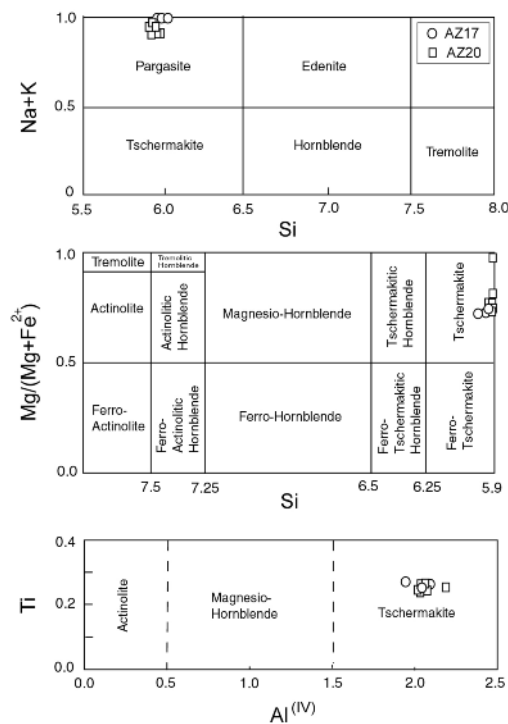 1.0
0.5
0
Na+K
Pargasite
Edenite
Tschermakite
Hornblende
Tremolite
AZ17
AZ20
5.5
6.0
6.5
7.0
7.5
8.0
Si
1.0
0.5
0.0
Mg/(Mg+Fe²⁺
Tremolite
Tremolitic
Hornblende
Actinolite
Actinolitic
Hornblende
Magnesio-Hornblende
Tschermakitic
Hornblende
Tschermakite
Ferro-
Actinolite
Ferro-
Actinolitic
Hornblende
Ferro-Hornblende
Ferro-
Tschermakitic
Hornblende
Ferro-
Tschermakite
7.5
7.25
6.5
6.25
5.9
Si
0.4
0.2
0.0
Ti
Actinolite
Magnesio-
Hornblende
Tschermakite
0.0
0.5
1.0
1.5
2.0
2.5
Al(IV)